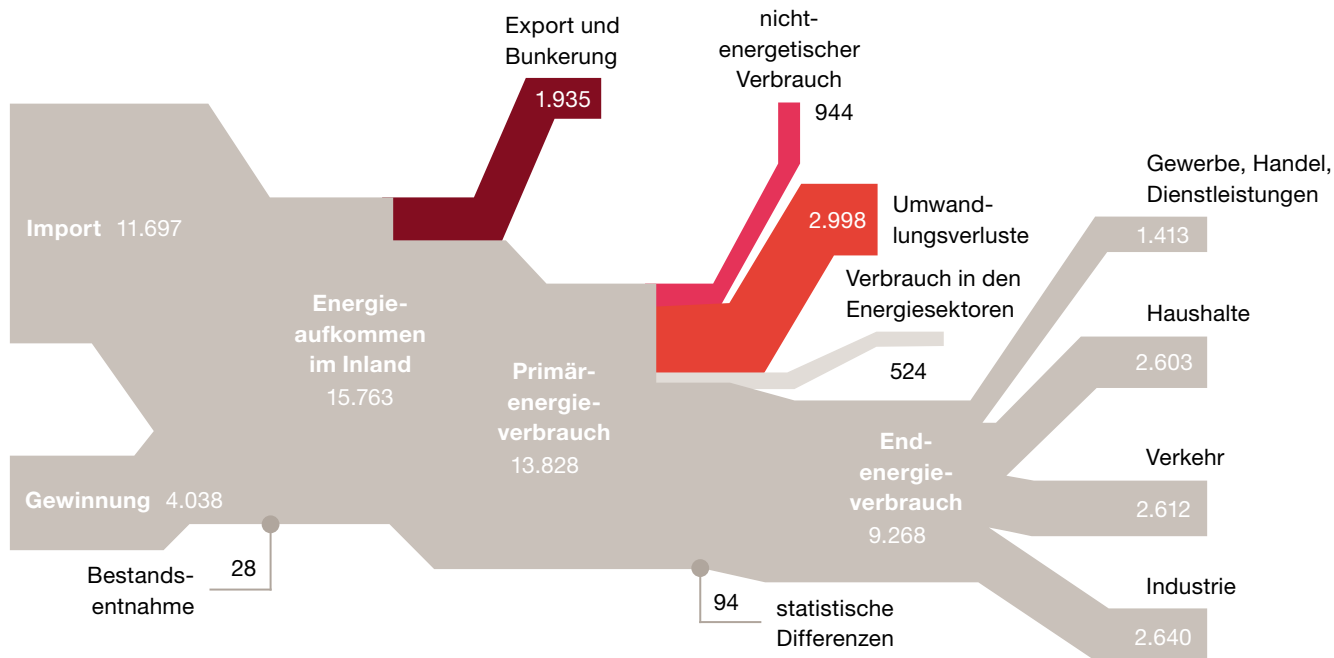 Export und
Bunkerung
1.935
nicht-
energetischer
Verbrauch
944
Import 11.697
Umwand-
lungsverluste
2.998
Gewerbe, Handel,
Dienstleistungen
1.413
Verbrauch in den
Energiesektoren
524
Energie-
aufkommen
im Inland
15.763
Haushalte
2.603
Primär-
energie-
verbrauch
13.828
End-
energie-
verbrauch
9.268
Verkehr
2.612
Gewinnung 4.038
Bestands-
entnahme
28
94
statistische
Differenzen
Industrie
2.640